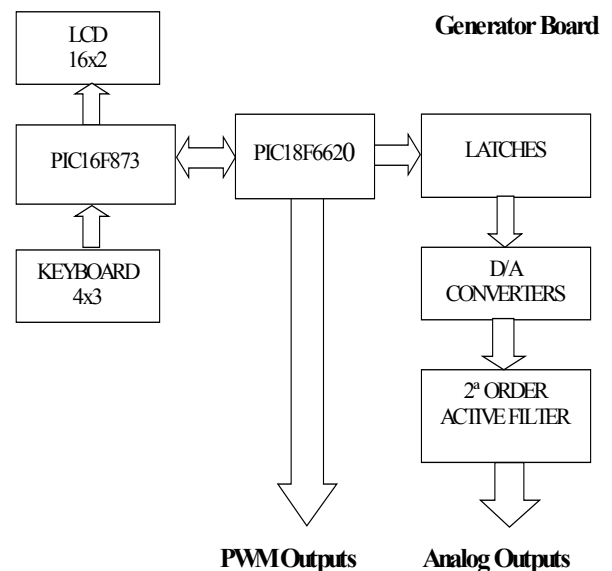 LCD
16x2
Generator Board
PIC16F873
PIC18F6620
LATCHES
KEYBOARD
4x3
D/A
CONVERTERS
2ª ORDER
ACTIVE FILTER
PWM Outputs
Analog Outputs